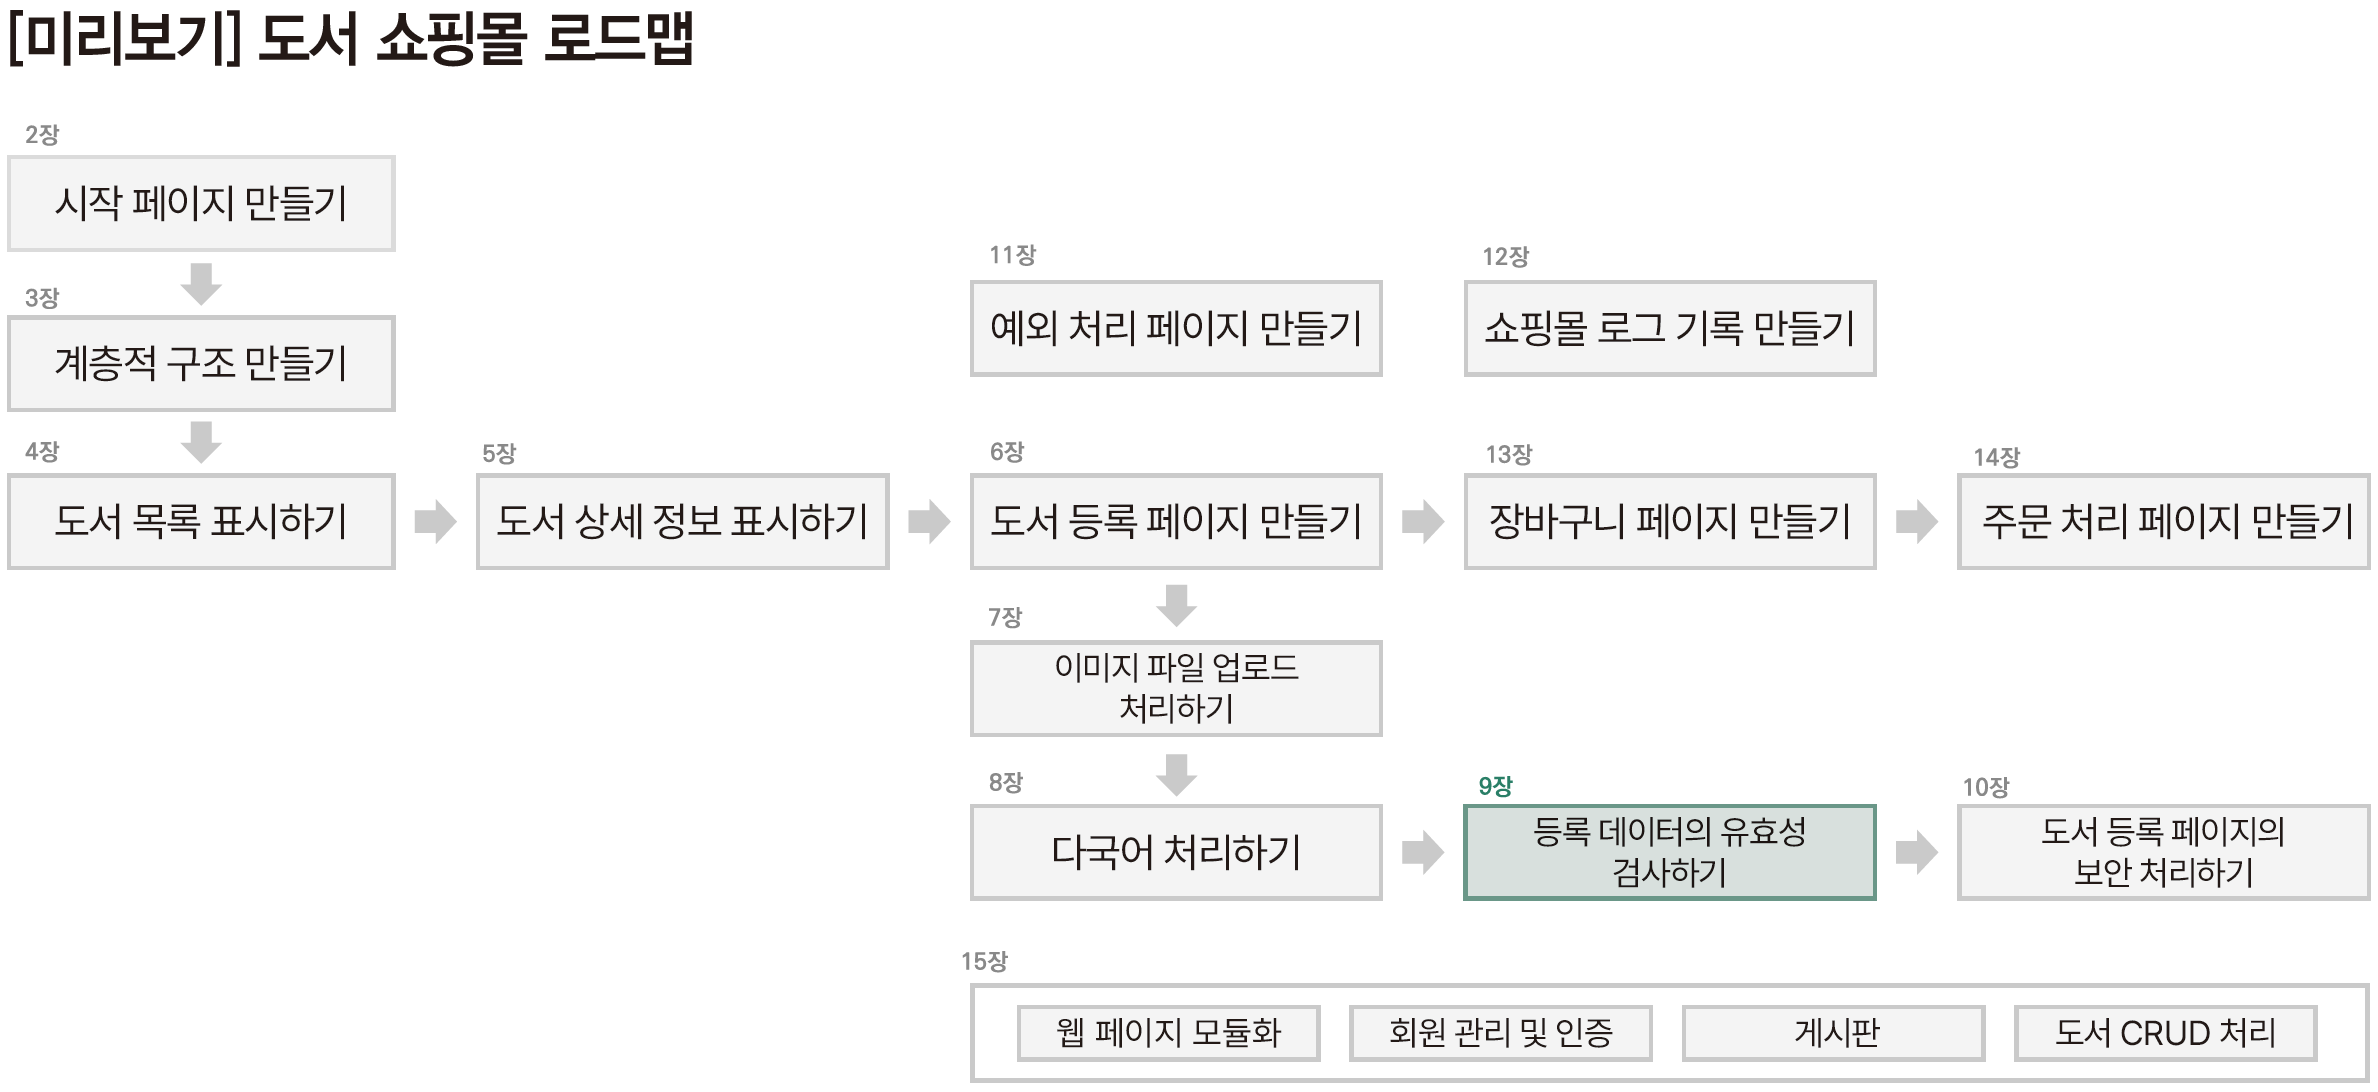 [미리보기] 도서 쇼핑몰 로드맵
2장
시작 페이지 만들기
3장
계층적 구조 만들기
11장
예외 처리 페이지 만들기
12장
쇼핑몰 로그 기록 만들기
4장
도서 목록 표시하기
5장
도서 상세 정보 표시하기
6장
도서 등록 페이지 만들기
13장
장바구니 페이지 만들기
14장
주문 처리 페이지 만들기
7장
이미지 파일 업로드
처리하기
8장
다국어 처리하기
9장
등록 데이터의 유효성
검사하기
10장
도서 등록 페이지의
보안 처리하기
15장
웹 페이지 모듈화
회원 관리 및 인증
게시판
도서 CRUD 처리